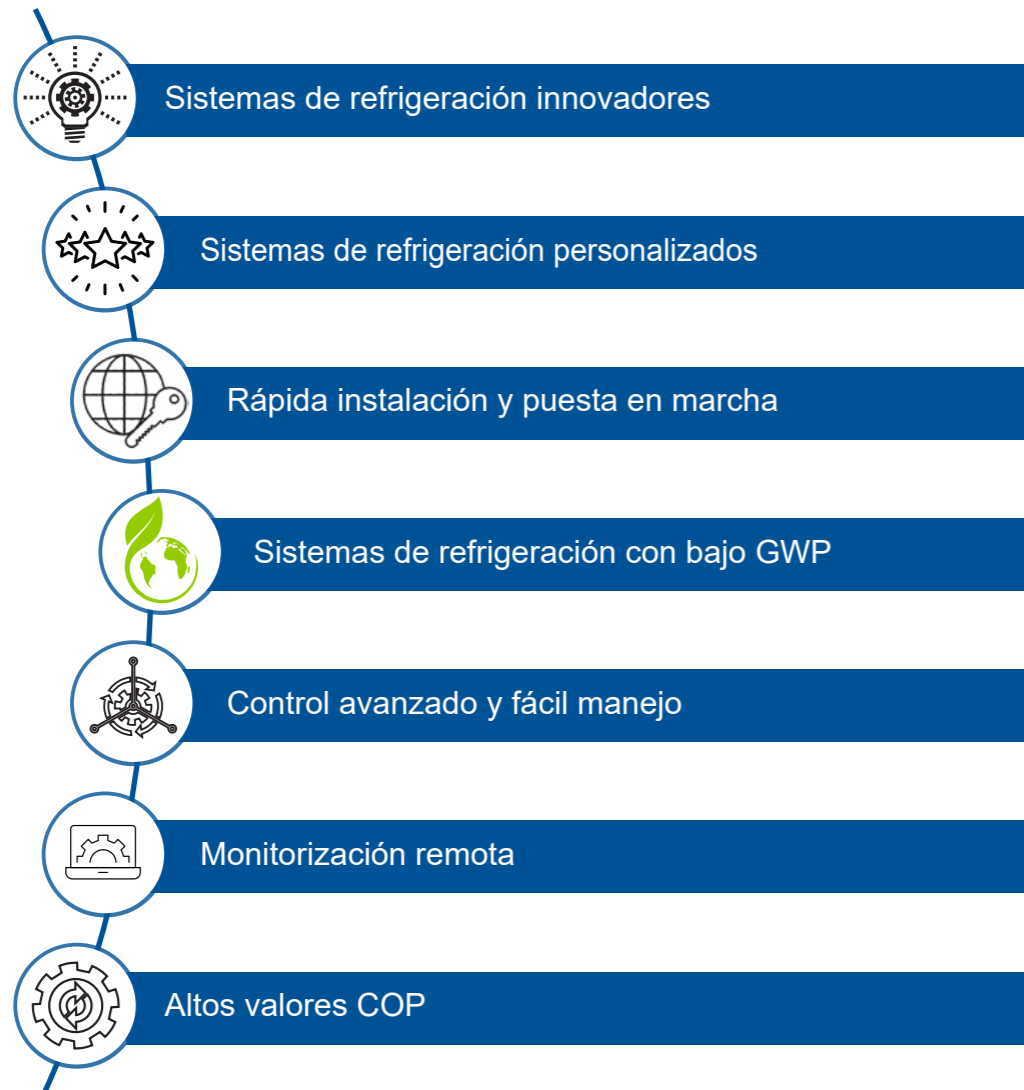 Sistemas de refrigeración innovadores
Sistemas de refrigeración personalizados
Rápida instalación y puesta en marcha
Sistemas de refrigeración con bajo GWP
Control avanzado y fácil manejo
Monitorización remota
Altos valores COP